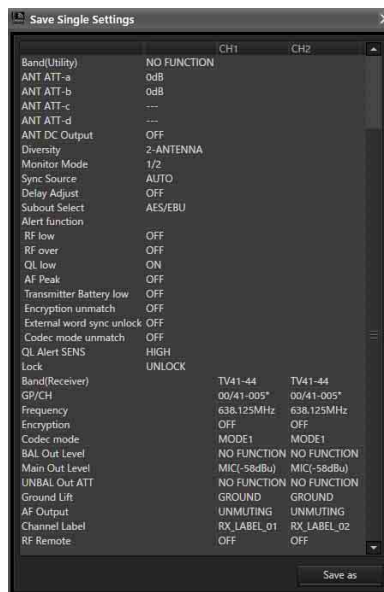 Save Single Settings
CH1 CH2
Band(Utility) NO FUNCTION
ANT ATT-a 0dB
ANT ATT-b 0dB
ANT ATT-c ---
ANT ATT-d ---
ANT DC Output OFF
Diversity 2-ANTENNA
Monitor Mode 1/2
Sync Source AUTO
Delay Adjust OFF
Subout Select AES/EBU
Alert function
RF low OFF
RF over OFF
QL low ON
AF Peak OFF
Transmitter Battery low OFF
Encryption unmatch OFF
External word sync unlock OFF
Codec mode unmatch OFF
QL Alert SENS HIGH
Lock UNLOCK
Band(Receiver) TV41-44 TV41-44
GP/CH 00/41-005* 00/41-005*
Frequency 638.125MHz 638.125MHz
Encryption OFF OFF
Codec mode MODE1 MODE1
BAL Out Level NO FUNCTION NO FUNCTION
Main Out Level MIC(-58dBu) MIC(-58dBu)
UNBAL Out ATT NO FUNCTION NO FUNCTION
Ground Lift GROUND GROUND
AF Output UNMUTING UNMUTING
Channel Label RX_LABEL_01 RX_LABEL_02
RF Remote OFF OFF
Save as